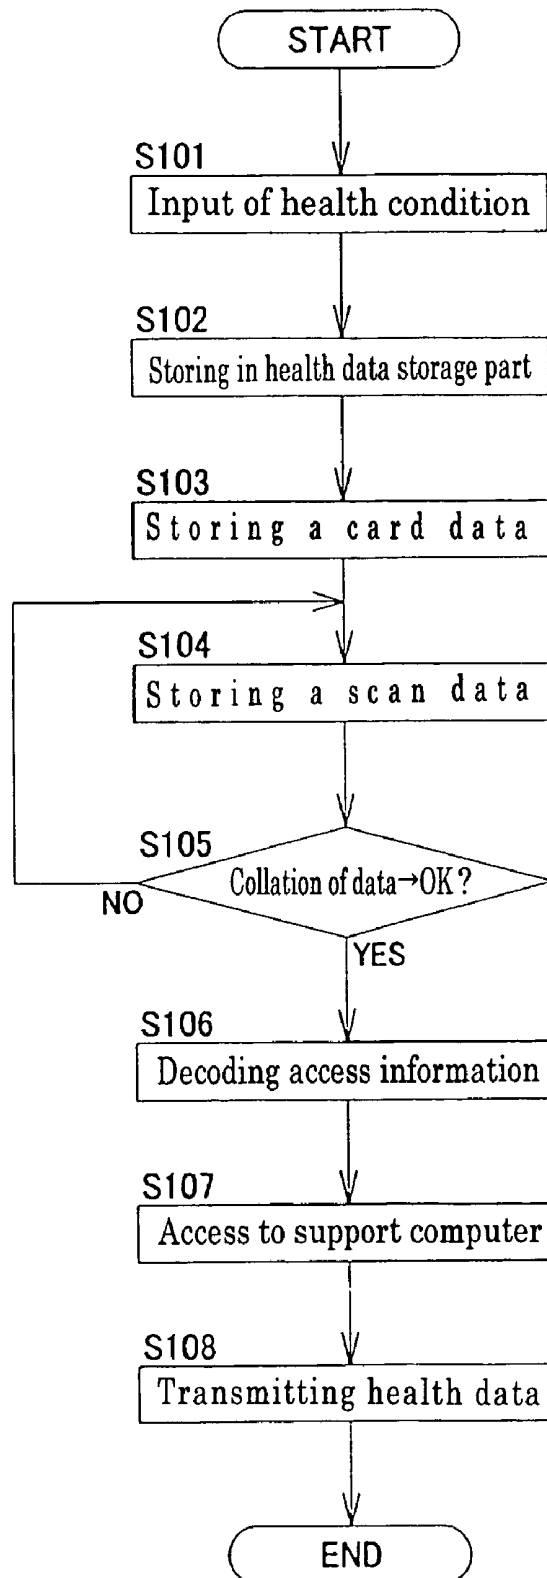 START
S101
Input of health condition
S102
Storing in health data storage part
S103
Storing a card data
S104
Storing a scan data
S105
Collation of data→OK?
NO
YES
S106
Decoding access information
S107
Access to support computer
S108
Transmitting health data
END